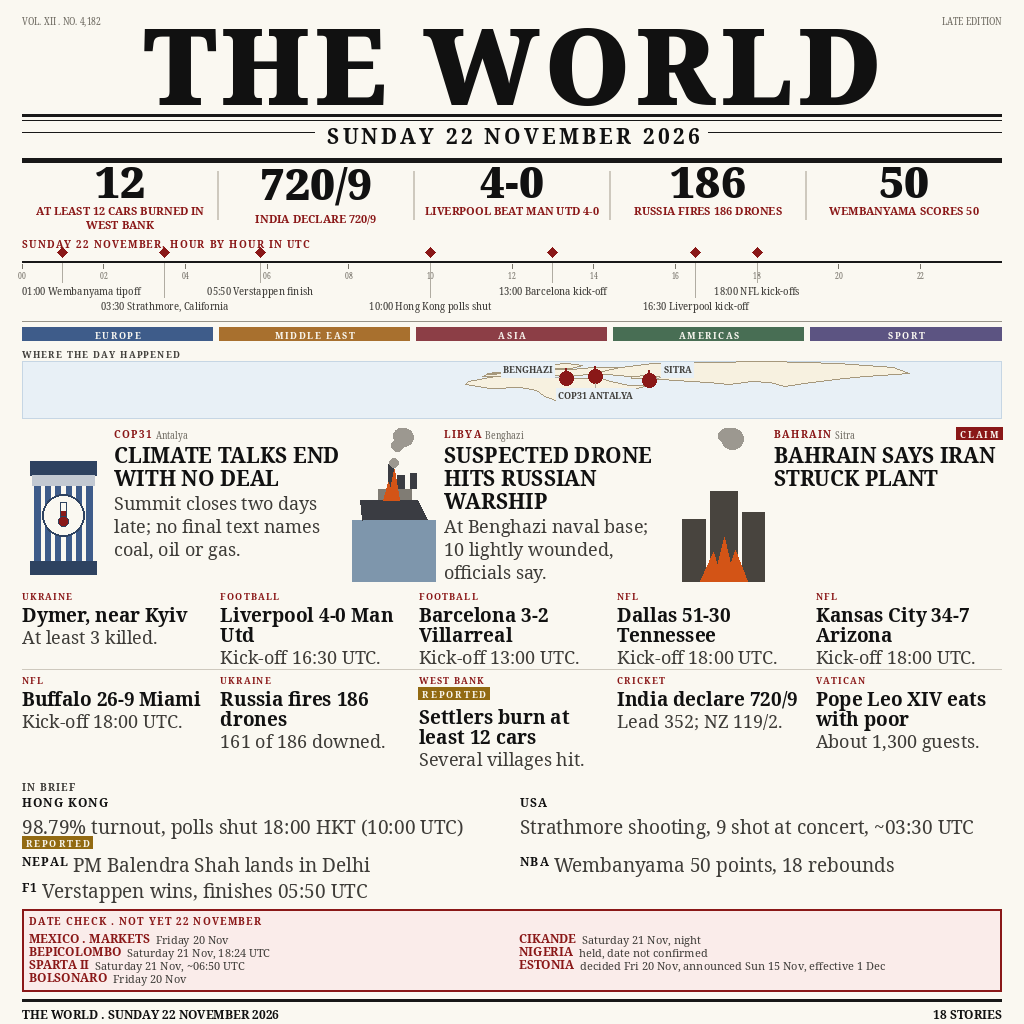 VOL. XII . NO. 4,182
LATE EDITION
THE WORLD
SUNDAY 22 NOVEMBER 2026
12
AT LEAST 12 CARS BURNED IN
WEST BANK
720/9
INDIA DECLARE 720/9
4-0
LIVERPOOL BEAT MAN UTD 4-0
186
RUSSIA FIRES 186 DRONES
50
WEMBANYAMA SCORES 50
SUNDAY 22 NOVEMBER, HOUR BY HOUR IN UTC
00 02 04 06 08 10 12 14 16 18 20 22
01:00 Wembanyama tipoff
05:50 Verstappen finish
13:00 Barcelona kick-off
18:00 NFL kick-offs
03:30 Strathmore, California
10:00 Hong Kong polls shut
16:30 Liverpool kick-off
EUROPE
MIDDLE EAST
ASIA
AMERICAS
SPORT
WHERE THE DAY HAPPENED
BENGHAZI
SITRA
COP31 ANTALYA
COP31 Antalya
CLIMATE TALKS END
WITH NO DEAL
Summit closes two days
late; no final text names
coal, oil or gas.
LIBYA Benghazi
SUSPECTED DRONE
HITS RUSSIAN
WARSHIP
At Benghazi naval base;
10 lightly wounded,
officials say.
BAHRAIN Sitra
CLAIM
BAHRAIN SAYS IRAN
STRUCK PLANT
UKRAINE
Dymer, near Kyiv
At least 3 killed.
FOOTBALL
Liverpool 4-0 Man
Utd
Kick-off 16:30 UTC.
FOOTBALL
Barcelona 3-2
Villarreal
Kick-off 13:00 UTC.
NFL
Dallas 51-30
Tennessee
Kick-off 18:00 UTC.
NFL
Kansas City 34-7
Arizona
Kick-off 18:00 UTC.
NFL
Buffalo 26-9 Miami
Kick-off 18:00 UTC.
UKRAINE
Russia fires 186
drones
161 of 186 downed.
WEST BANK
REPORTED
Settlers burn at
least 12 cars
Several villages hit.
CRICKET
India declare 720/9
Lead 352; NZ 119/2.
VATICAN
Pope Leo XIV eats
with poor
About 1,300 guests.
IN BRIEF
HONG KONG
98.79% turnout, polls shut 18:00 HKT (10:00 UTC)
REPORTED
USA
Strathmore shooting, 9 shot at concert, ~03:30 UTC
NEPAL PM Balendra Shah lands in Delhi
NBA Wembanyama 50 points, 18 rebounds
F1 Verstappen wins, finishes 05:50 UTC
DATE CHECK . NOT YET 22 NOVEMBER
MEXICO . MARKETS Friday 20 Nov
BEPICOLOMBO Saturday 21 Nov, 18:24 UTC
SPARTA II Saturday 21 Nov, ~06:50 UTC
BOLSONARO Friday 20 Nov
CIKANDE Saturday 21 Nov, night
NIGERIA held, date not confirmed
ESTONIA decided Fri 20 Nov, announced Sun 15 Nov, effective 1 Dec
THE WORLD . SUNDAY 22 NOVEMBER 2026
18 STORIES